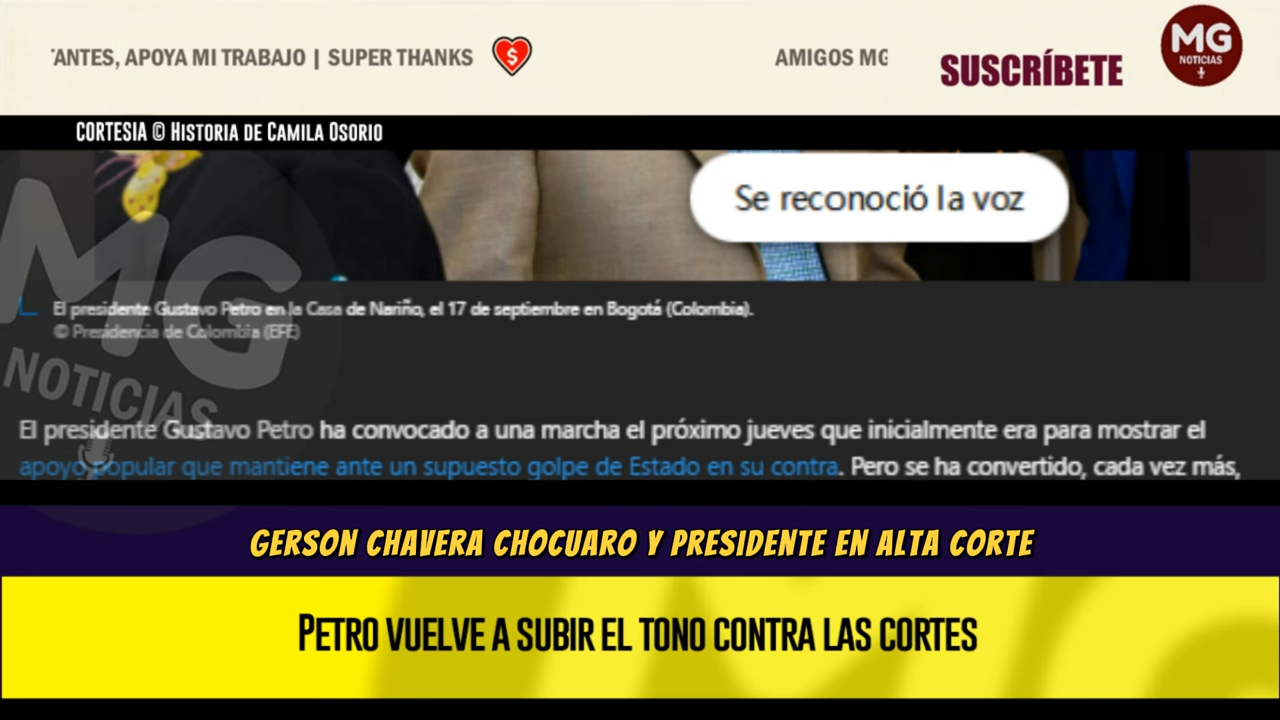 'ANTES, APOYA MI TRABAJO | SUPER THANKS
AMIGOS MG
SUSCRÍBETE
MG
NOTICIAS
CORTESIA © HISTORIA DE CAMILA OSORIO
Se reconoció la voz
El presidente Gustavo Petro en la Casa de Nariño, el 17 de septiembre en Bogotá (Colombia).
© Presidencia de Colombia (EFE)
MG
NOTICIAS
El presidente Gustavo Petro ha convocado a una marcha el próximo jueves que inicialmente era para mostrar el
apoyo popular que mantiene ante un supuesto golpe de Estado en su contra. Pero se ha convertido, cada vez más,
GERSON CHAVERA CHOCUARO Y PRESIDENTE EN ALTA CORTE
PETRO VUELVE A SUBIR EL TONO CONTRA LAS CORTES